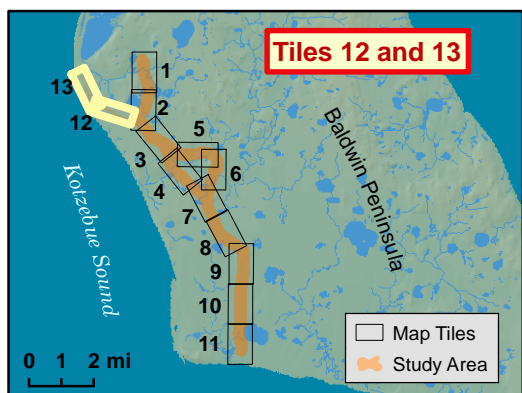 Tiles 12 and 13
13
12
1
2
3
4
5
6
7
8
9
10
11
Kotzebue Sound
Baldwin Peninsula
Map Tiles
Study Area
0 1 2 mi